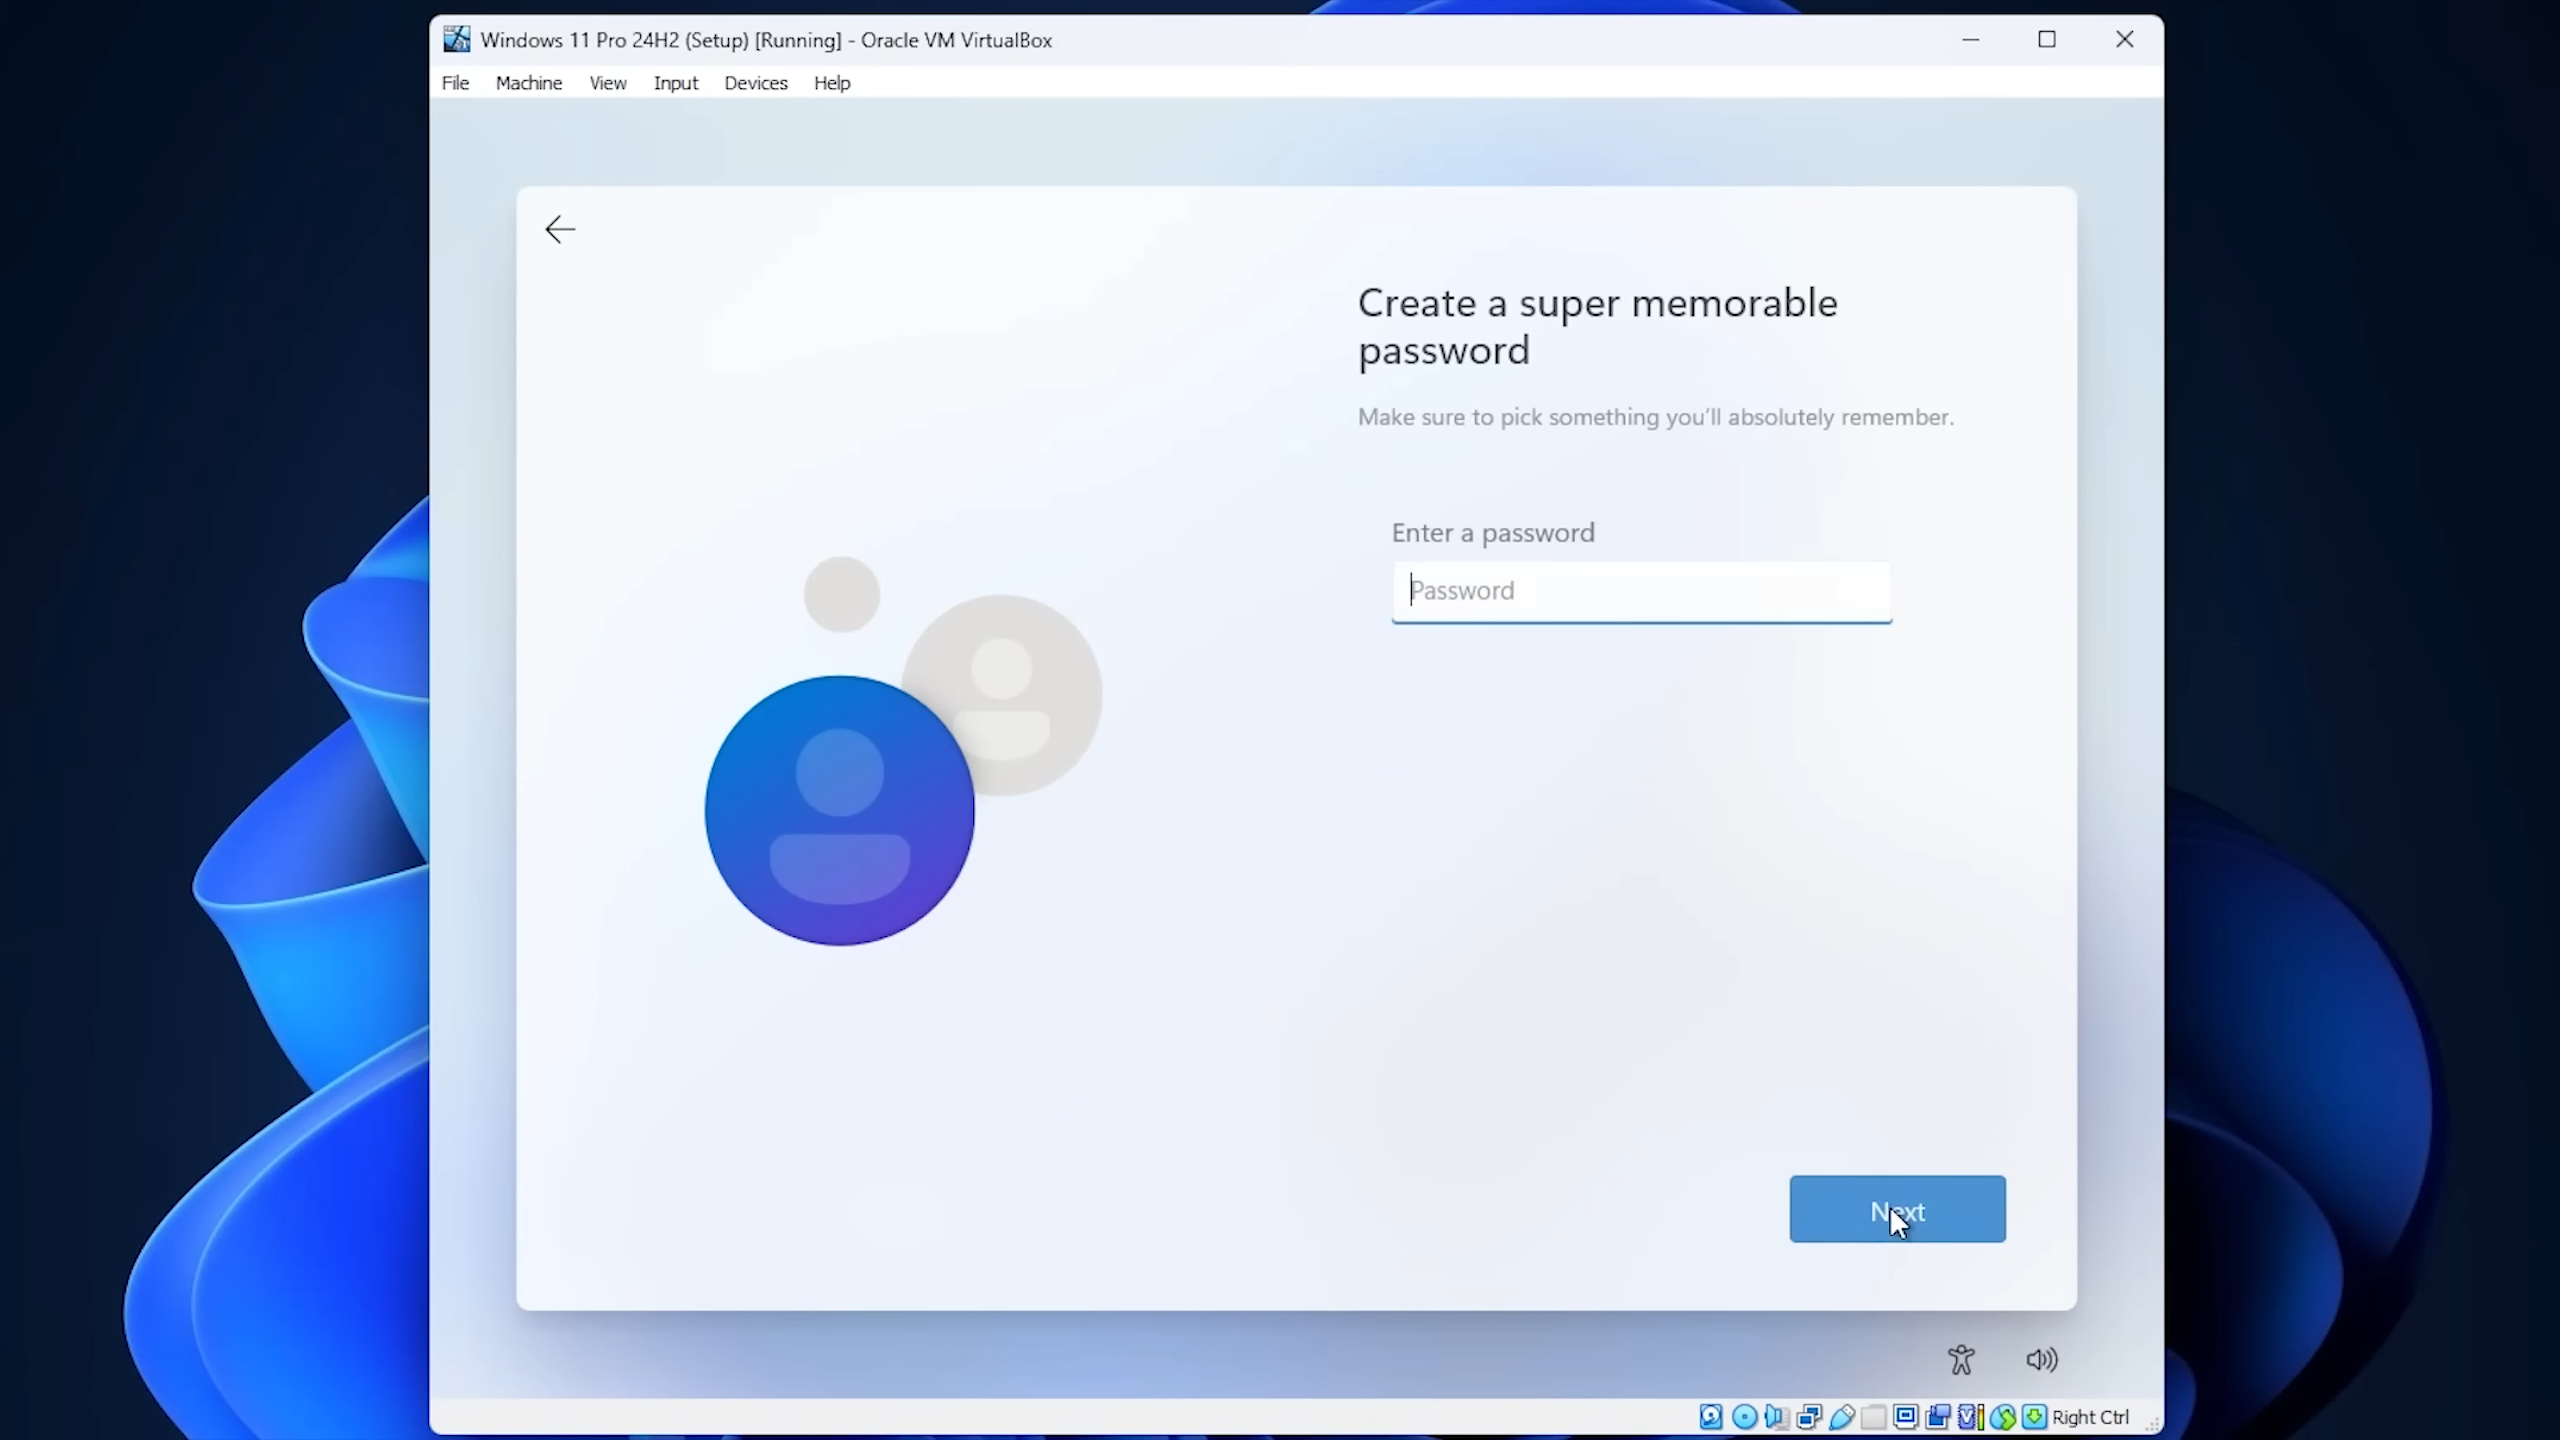 Windows 11 Pro 24H2 (Setup) [Running] - Oracle VM VirtualBox
File Machine View Input Devices Help
Create a super memorable
password
Make sure to pick something you'll absolutely remember.
Enter a password
Password
Next
Right Ctrl